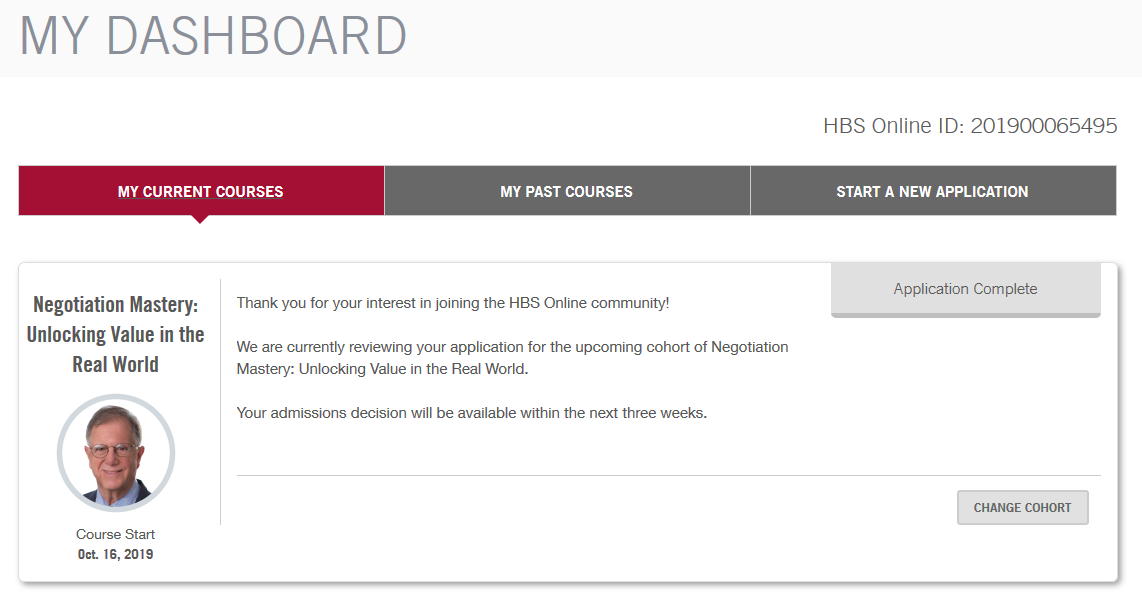 MY DASHBOARD
HBS Online ID: 201900065495
MY CURRENT COURSES
MY PAST COURSES
START A NEW APPLICATION
Negotiation Mastery:
Unlocking Value in the
Real World
Course Start
Oct. 16, 2019
Application Complete
Thank you for your interest in joining the HBS Online community!
We are currently reviewing your application for the upcoming cohort of Negotiation
Mastery: Unlocking Value in the Real World.
Your admissions decision will be available within the next three weeks.
CHANGE COHORT